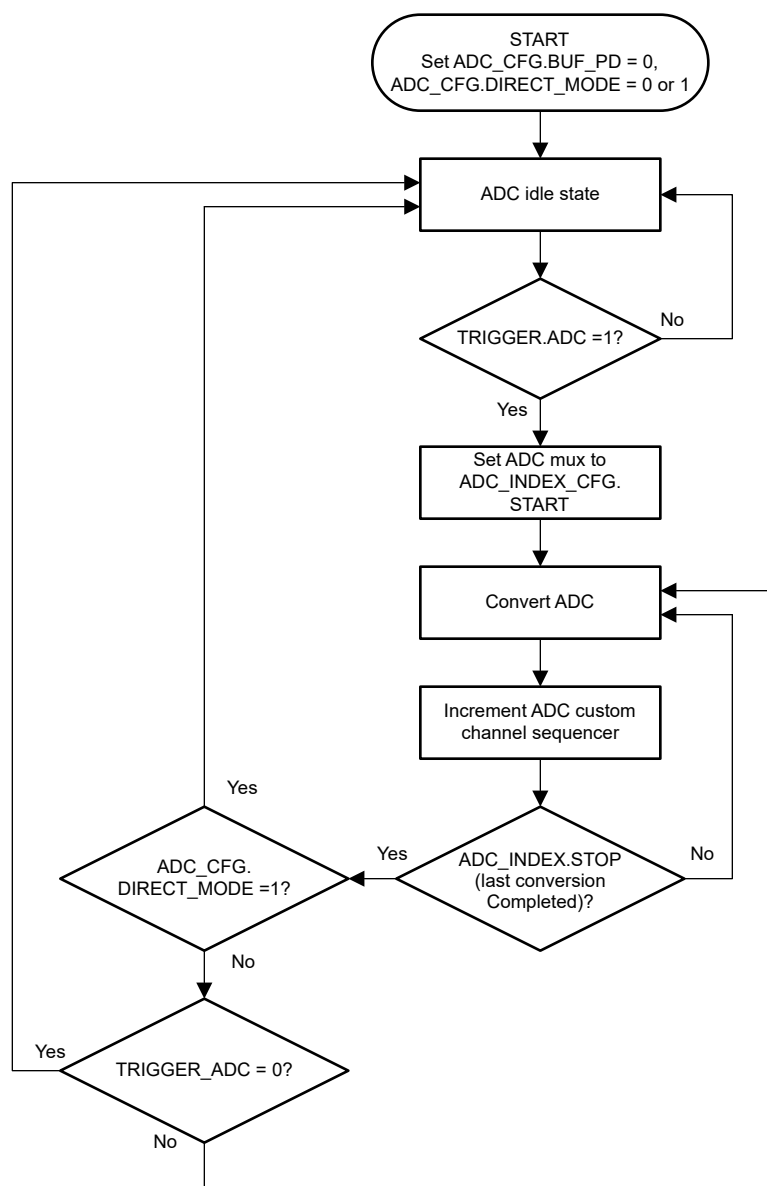 START
Set ADC_CFG.BUF_PD = 0,
ADC_CFG.DIRECT_MODE = 0 or 1
ADC idle state
TRIGGER.ADC =1?
No
Yes
Set ADC mux to
ADC_INDEX_CFG.
START
Convert ADC
Increment ADC custom
channel sequencer
Yes
ADC_CFG.
DIRECT_MODE =1?
Yes
ADC_INDEX.STOP
(last conversion
Completed)?
No
No
Yes
TRIGGER_ADC = 0?
No